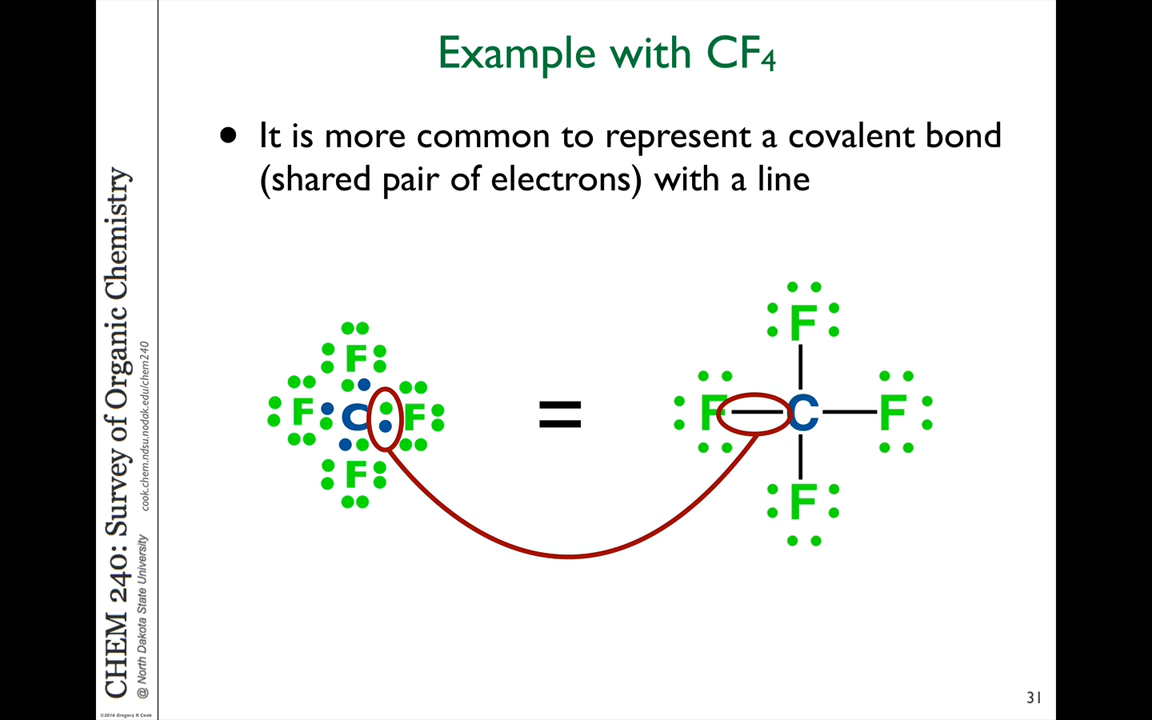 Example with CF₄
● It is more common to represent a covalent bond
(shared pair of electrons) with a line
F
F C F
F
=
F
F C F
F
CHEM 240: Survey of Organic Chemistry
@ North Dakota State University cook.chem.ndsu.nodak.edu/chem240
©2016 Gregory R Cook
31